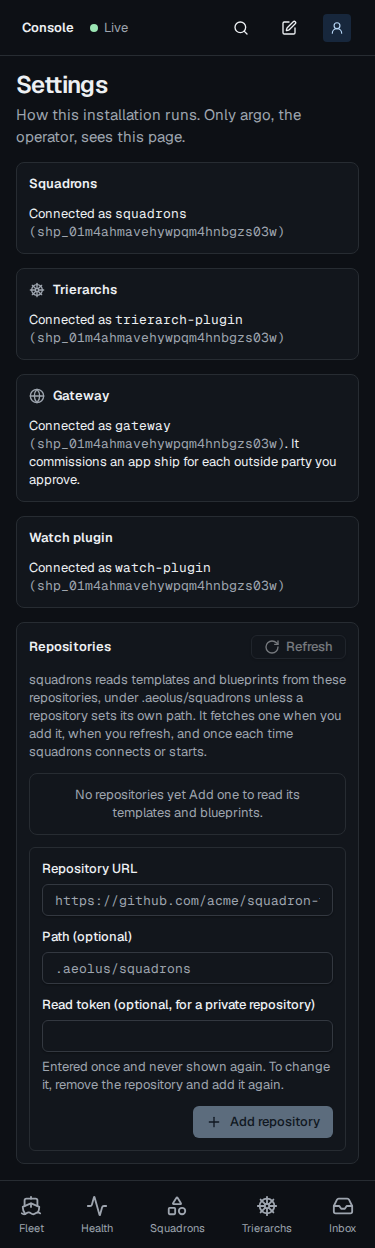 Console Live
Settings
How this installation runs. Only argo, the
operator, sees this page.
Squadrons
Connected as squadrons
(shp_01m4ahmavehywpqm4hnbgzs03w)
Trierarchs
Connected as trierarch-plugin
(shp_01m4ahmavehywpqm4hnbgzs03w)
Gateway
Connected as gateway
(shp_01m4ahmavehywpqm4hnbgzs03w). It
commissions an app ship for each outside party you
approve.
Watch plugin
Connected as watch-plugin
(shp_01m4ahmavehywpqm4hnbgzs03w)
Repositories Refresh
squadrons reads templates and blueprints from these
repositories, under .aeolus/squadrons unless a
repository sets its own path. It fetches one when you
add it, when you refresh, and once each time
squadrons connects or starts.
No repositories yet Add one to read its
templates and blueprints.
Repository URL
https://github.com/acme/squadron-
Path (optional)
.aeolus/squadrons
Read token (optional, for a private repository)
Entered once and never shown again. To change
it, remove the repository and add it again.
Add repository
Fleet Health Squadrons Trierarchs Inbox